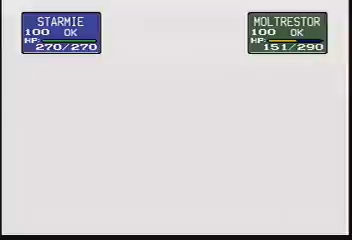 STARMIE
100 OK
HP:
270/270
MOLTRESTOR
100 OK
HP:
151/290